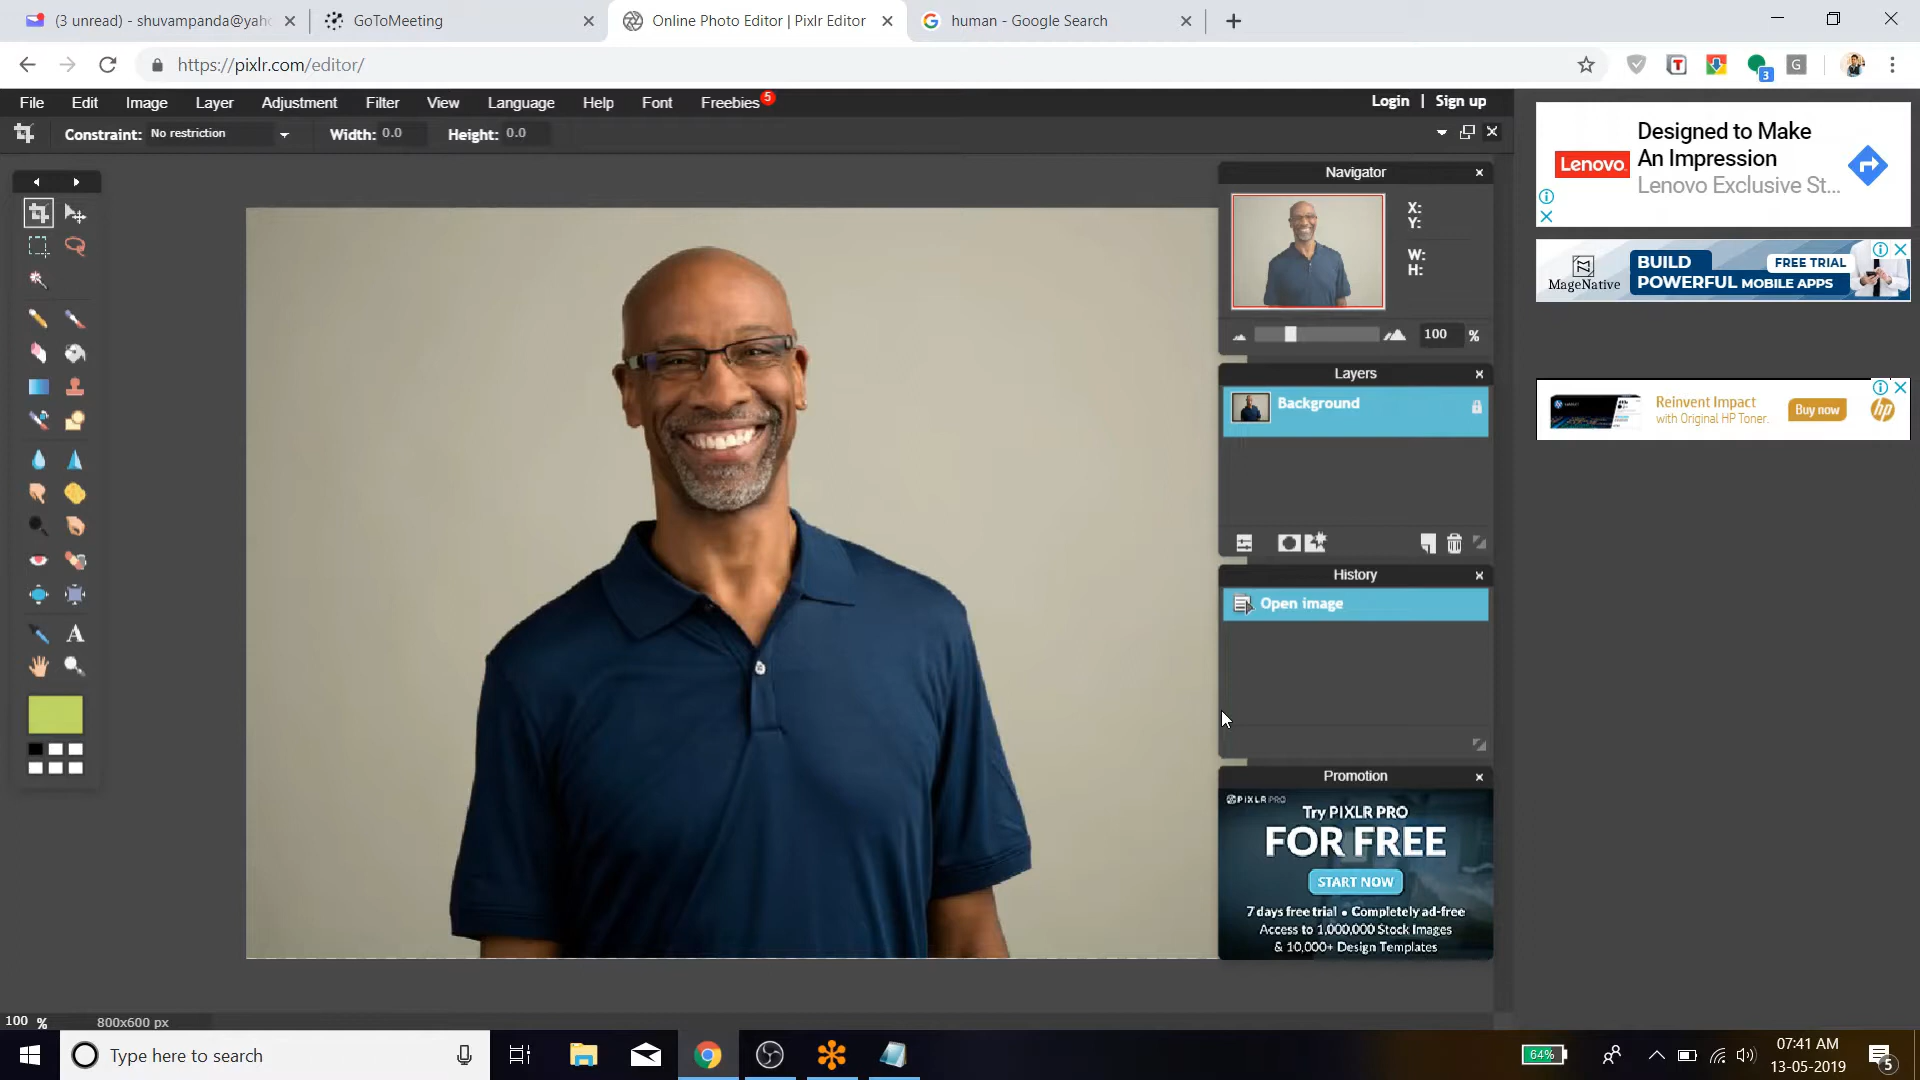 (3 unread) - shuvampanda@yaho
GoToMeeting
Online Photo Editor | Pixlr Editor
human - Google Search
https://pixlr.com/editor/
T
3
G
File Edit Image Layer Adjustment Filter View Language Help Font Freebies 5
Login | Sign up
Constraint: No restriction Width: 0.0 Height: 0.0
Navigator
X:
Y:
W:
H:
100 %
Layers
Background
History
Open image
Promotion
PIXLR PRO
Try PIXLR PRO
FOR FREE
START NOW
7 days free trial • Completely ad-free
Access to 1,000,000 Stock Images
& 10,000+ Design Templates
Lenovo
Designed to Make
An Impression
Lenovo Exclusive St...
MageNative
BUILD
POWERFUL MOBILE APPS
FREE TRIAL
Reinvent Impact
with Original HP Toner.
Buy now
hp
A
100 % 800x600 px
Type here to search
64%
07:41 AM
13-05-2019
5